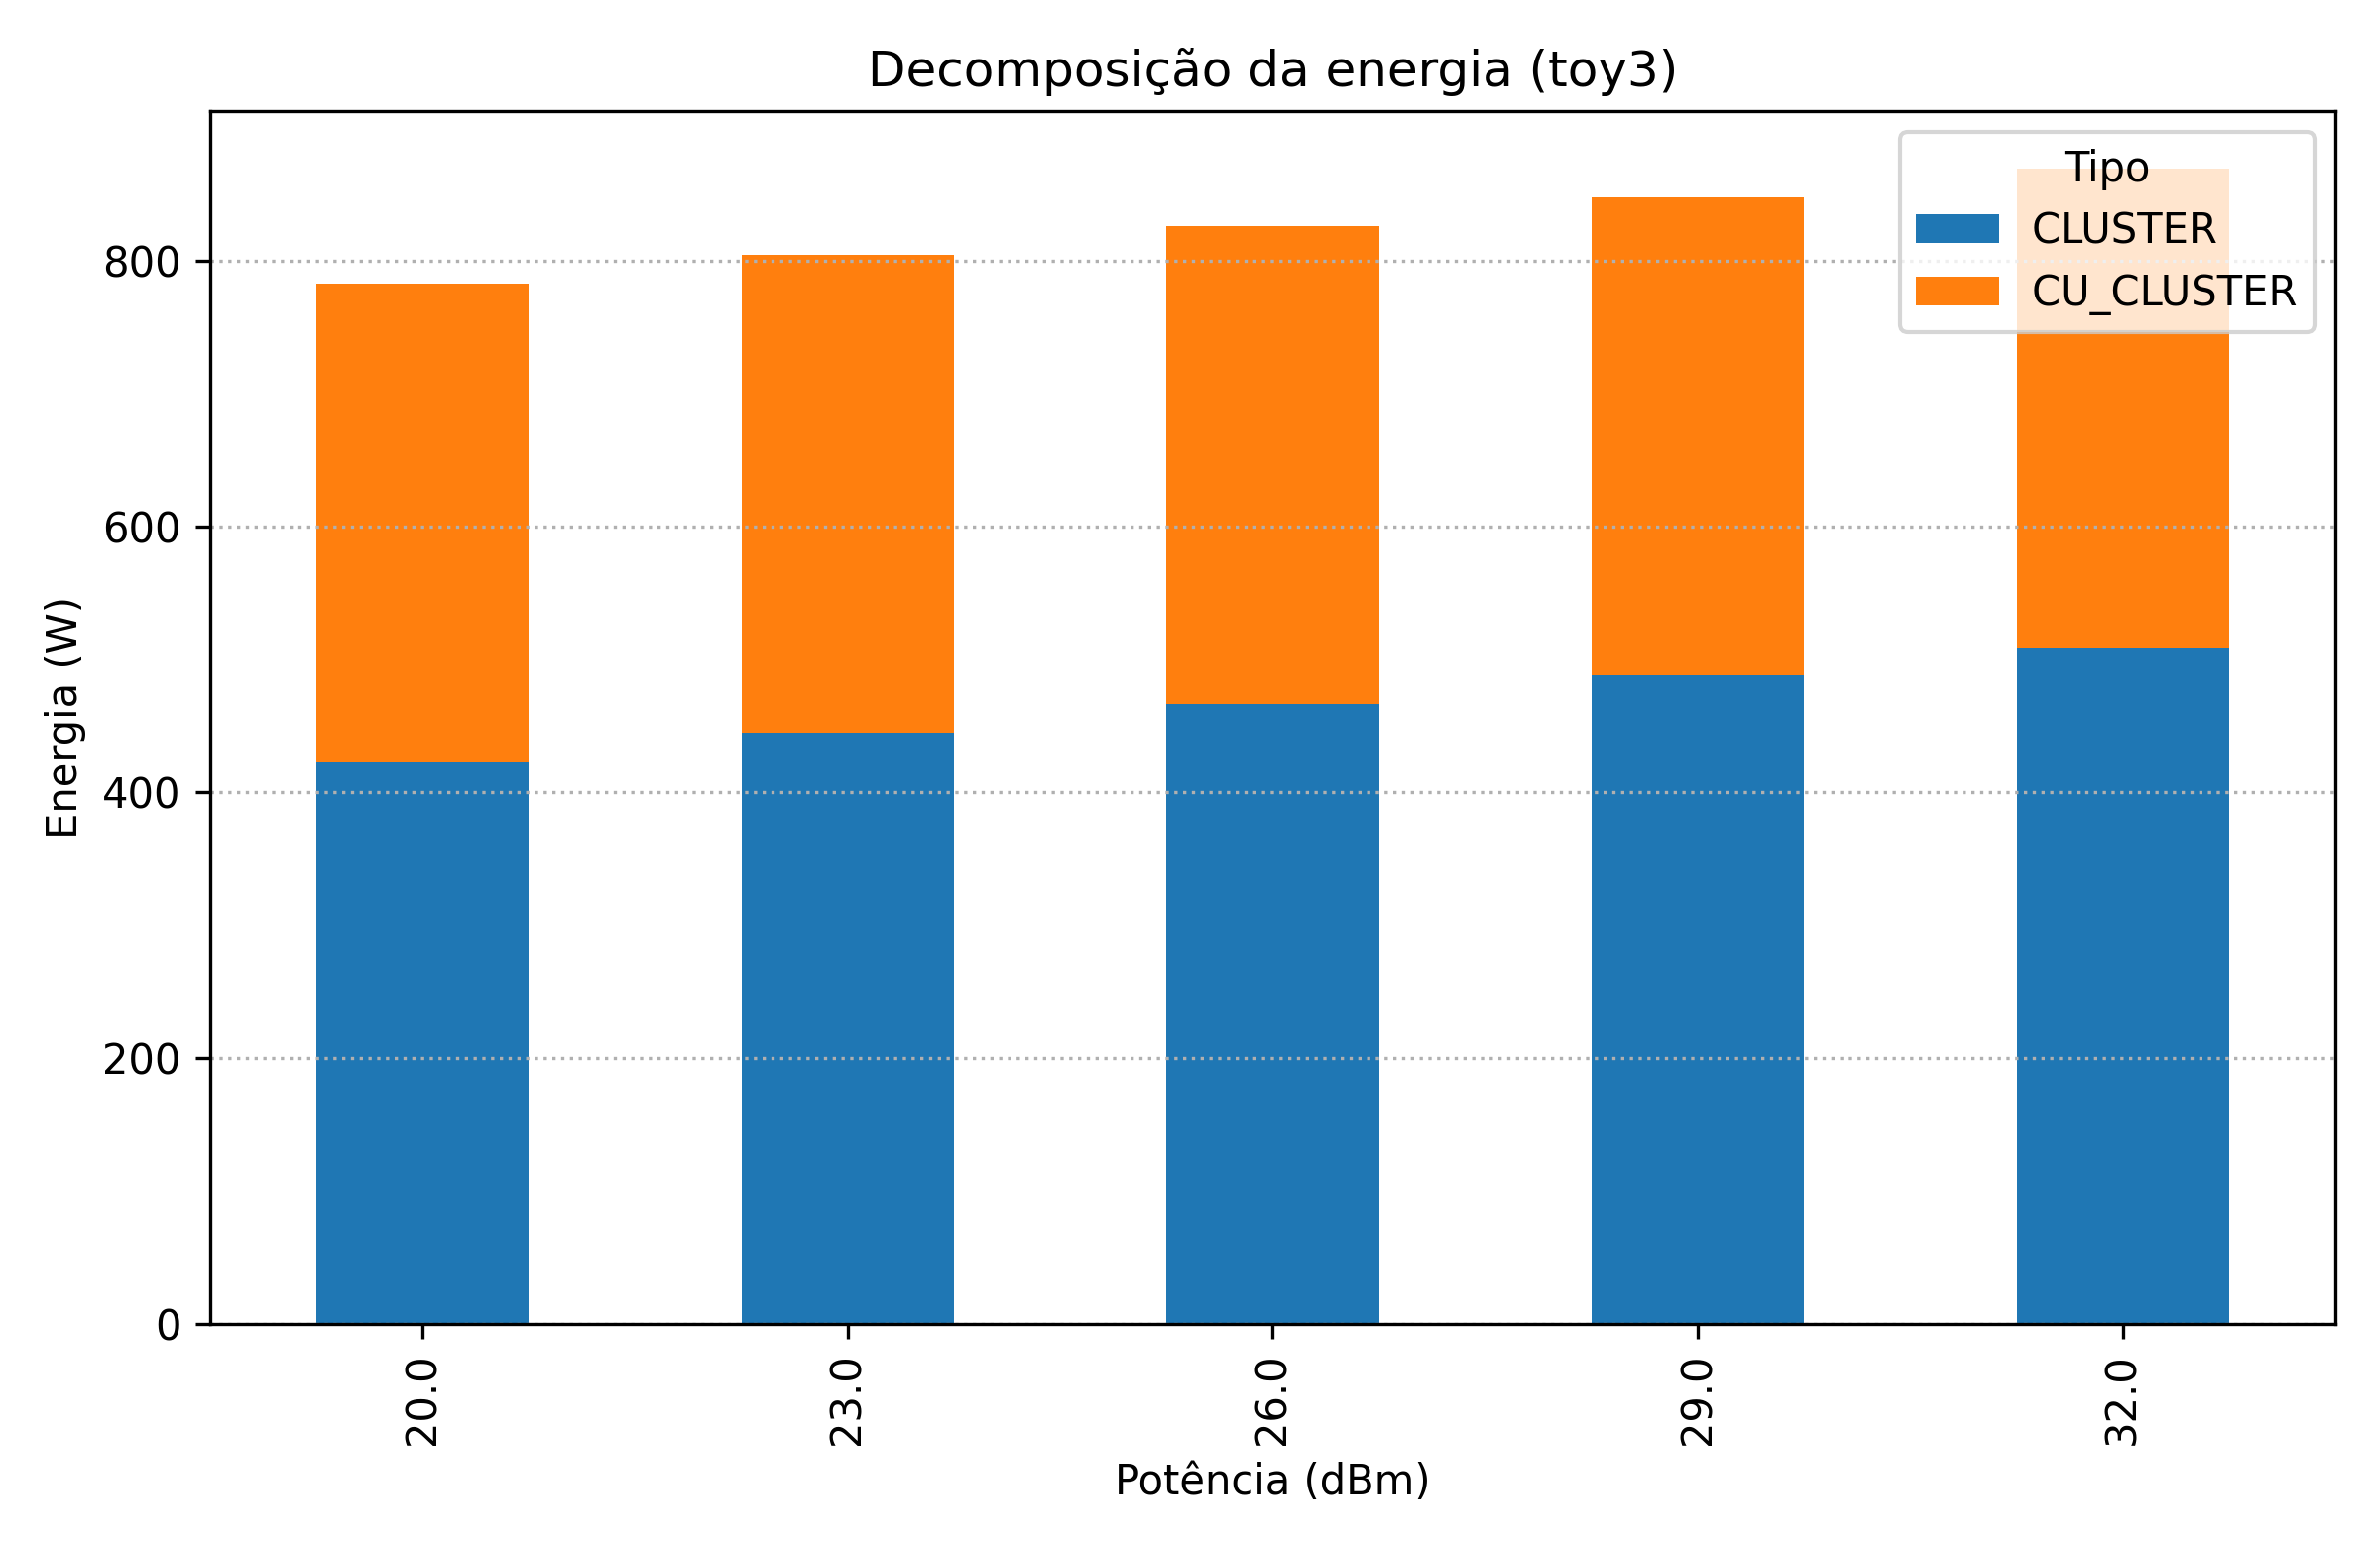 Decomposição da energia (toy3)
Tipo
CLUSTER
CU_CLUSTER
Energia (W)
800
600
400
200
0
20.0
23.0
26.0
29.0
32.0
Potência (dBm)